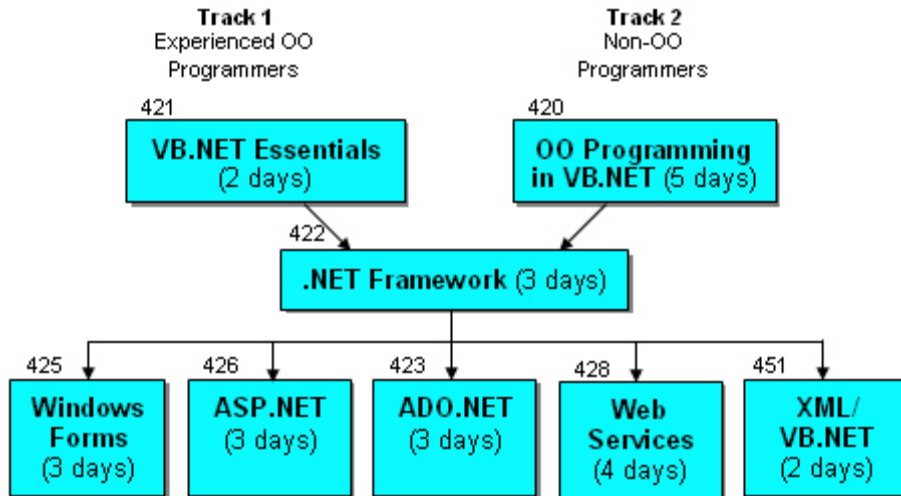 Track 1
Experienced OO
Programmers
Track 2
Non-OO
Programmers
421
VB.NET Essentials
(2 days)
420
OO Programming
in VB.NET (5 days)
422
.NET Framework (3 days)
425
Windows
Forms
(3 days)
426
ASP.NET
(3 days)
423
ADO.NET
(3 days)
428
Web
Services
(4 days)
451
XML/
VB.NET
(2 days)